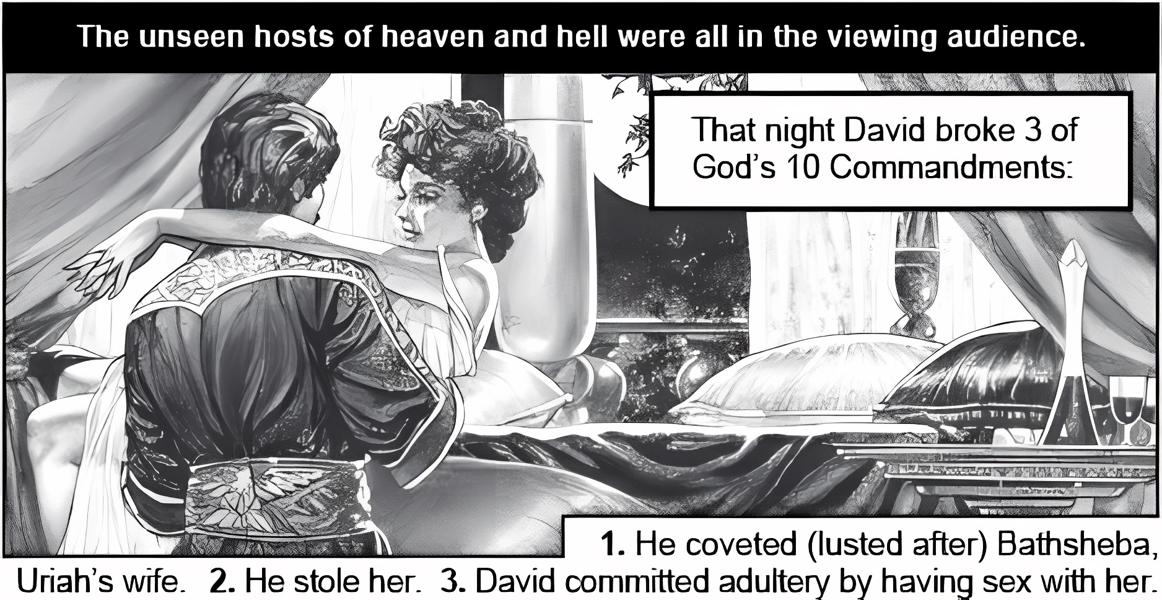 The unseen hosts of heaven and hell were all in the viewing audience.
That night David broke 3 of
God's 10 Commandments:
1. He coveted (lusted after) Bathsheba,
Uriah's wife. 2. He stole her. 3. David committed adultery by having sex with her.